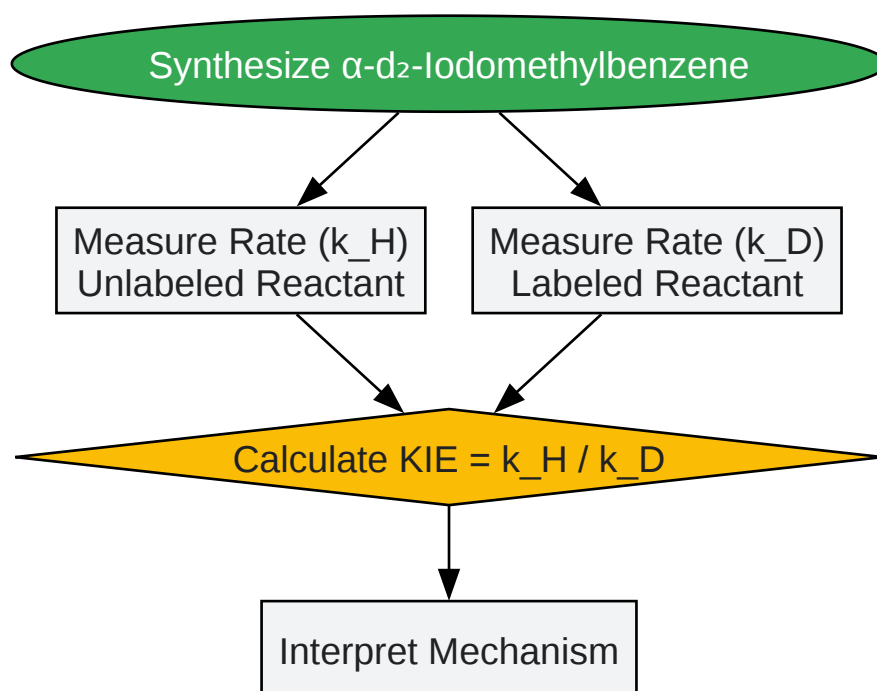 Synthesize α-d₂-Iodomethylbenzene
Measure Rate (k_H)
Unlabeled Reactant
Measure Rate (k_D)
Labeled Reactant
Calculate KIE = k_H / k_D
Interpret Mechanism